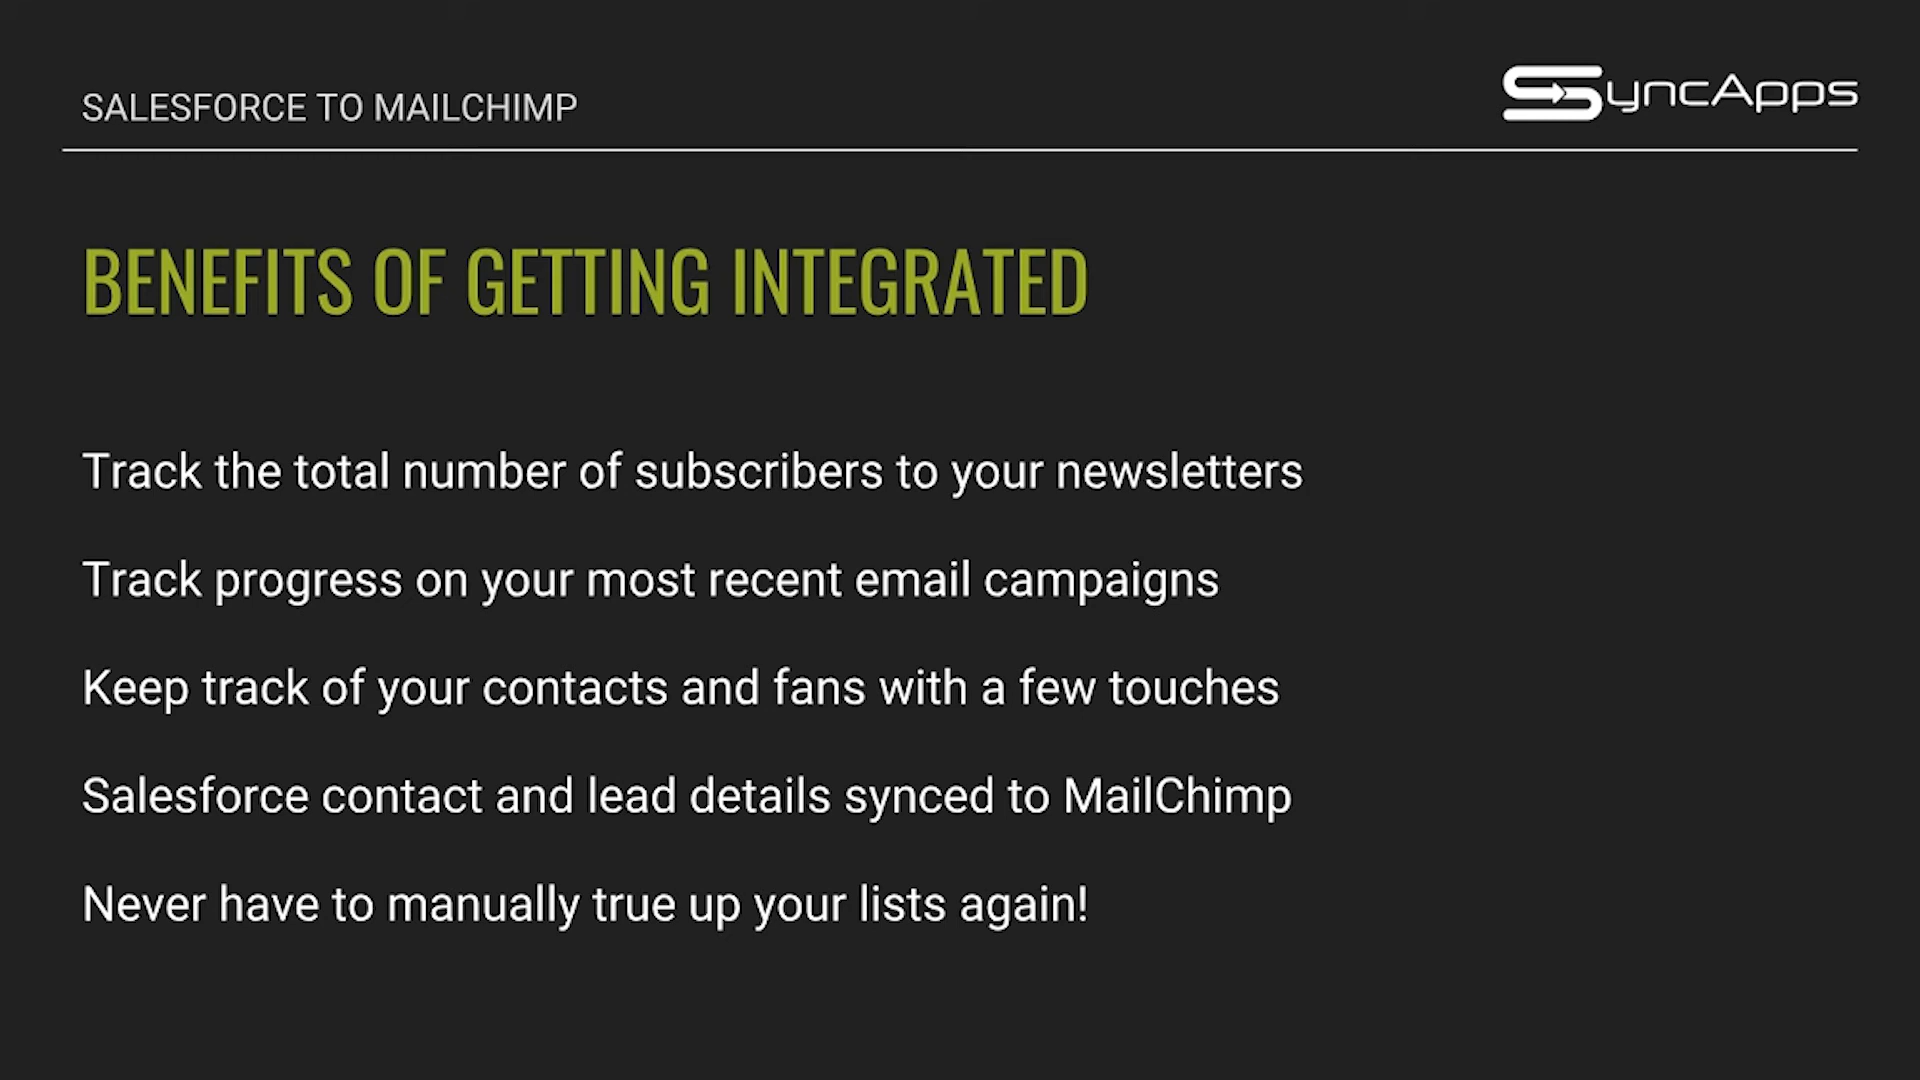 SALESFORCE TO MAILCHIMP
SyncApps
BENEFITS OF GETTING INTEGRATED
Track the total number of subscribers to your newsletters
Track progress on your most recent email campaigns
Keep track of your contacts and fans with a few touches
Salesforce contact and lead details synced to MailChimp
Never have to manually true up your lists again!